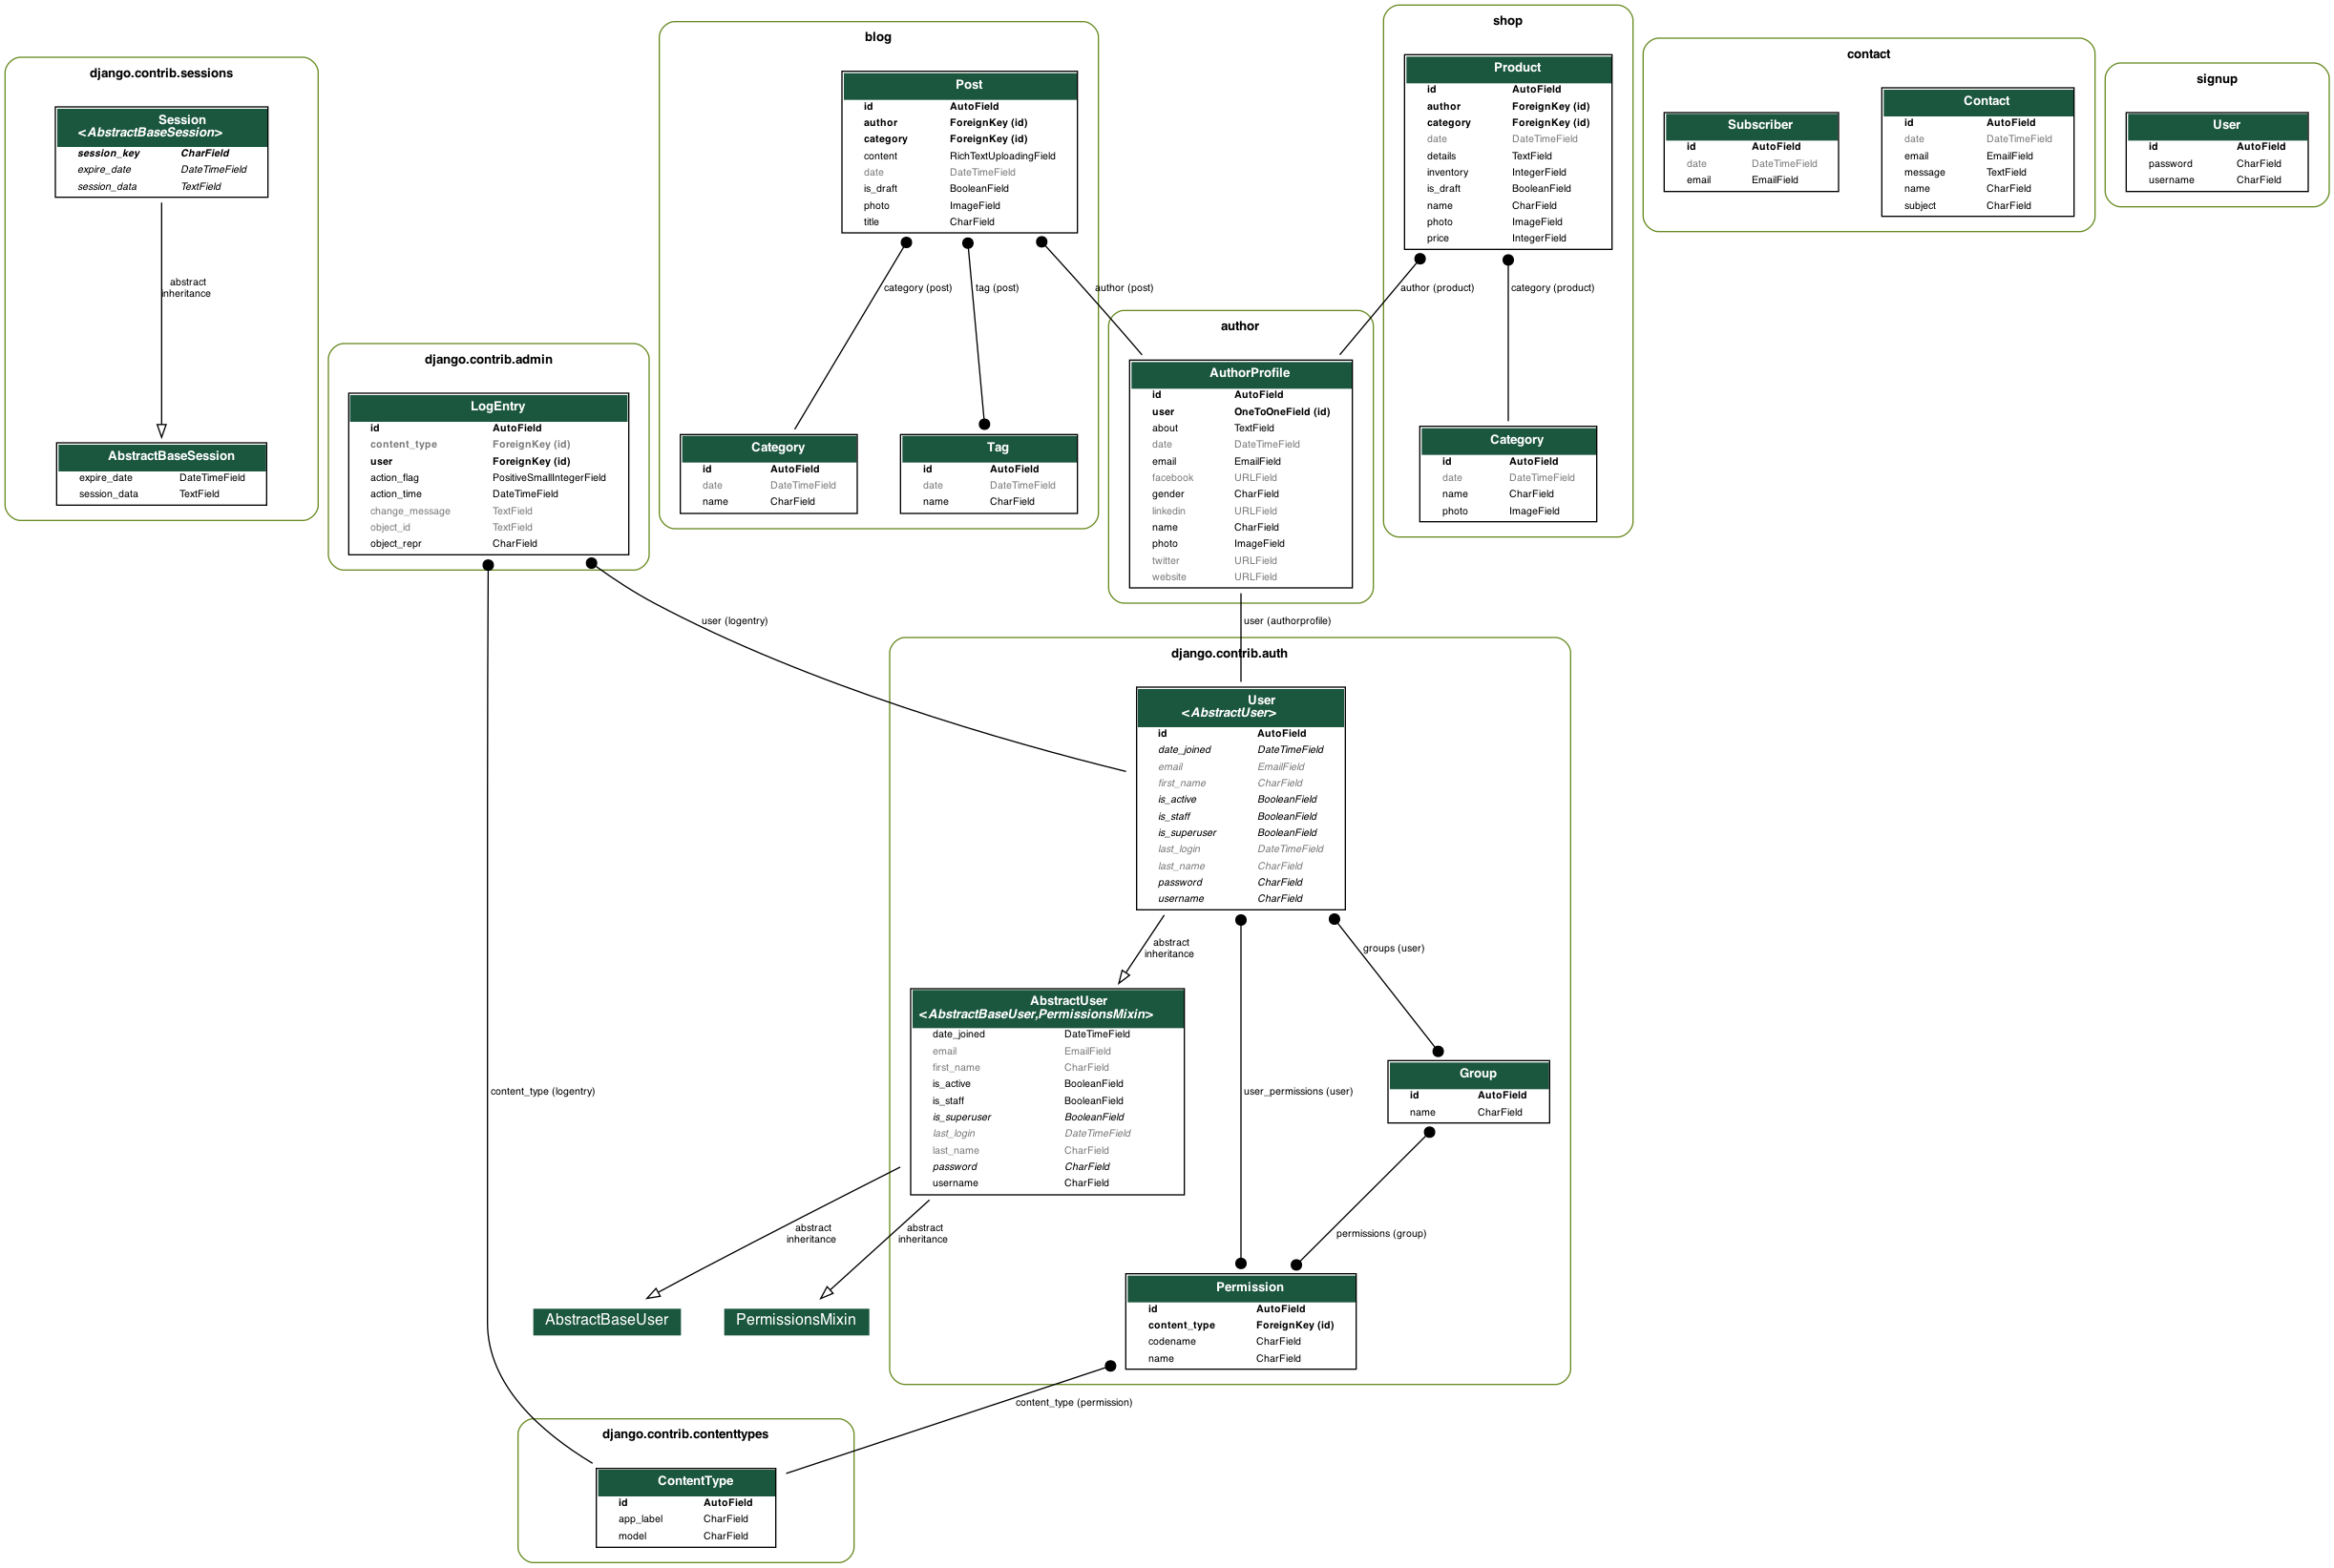 django.contrib.sessions
Session
<AbstractBaseSession>
session_key CharField
expire_date DateTimeField
session_data TextField
abstract
inheritance
AbstractBaseSession
expire_date DateTimeField
session_data TextField
django.contrib.admin
LogEntry
id AutoField
content_type ForeignKey (id)
user ForeignKey (id)
action_flag PositiveSmallIntegerField
action_time DateTimeField
change_message TextField
object_id TextField
object_repr CharField
blog
Post
id AutoField
author ForeignKey (id)
category ForeignKey (id)
content RichTextUploadingField
date DateTimeField
is_draft BooleanField
photo ImageField
title CharField
category (post)
tag (post)
author (post)
Category
id AutoField
date DateTimeField
name CharField
Tag
id AutoField
date DateTimeField
name CharField
shop
Product
id AutoField
author ForeignKey (id)
category ForeignKey (id)
date DateTimeField
details TextField
inventory IntegerField
is_draft BooleanField
name CharField
photo ImageField
price IntegerField
author (product)
category (product)
Category
id AutoField
date DateTimeField
name CharField
photo ImageField
contact
Subscriber
id AutoField
date DateTimeField
email EmailField
Contact
id AutoField
date DateTimeField
email EmailField
message TextField
name CharField
subject CharField
signup
User
id AutoField
password CharField
username CharField
author
AuthorProfile
id AutoField
user OneToOneField (id)
about TextField
date DateTimeField
email EmailField
facebook URLField
gender CharField
linkedin URLField
name CharField
photo ImageField
twitter URLField
website URLField
user (logentry)
user (authorprofile)
django.contrib.auth
User
<AbstractUser>
id AutoField
date_joined DateTimeField
email EmailField
first_name CharField
is_active BooleanField
is_staff BooleanField
is_superuser BooleanField
last_login DateTimeField
last_name CharField
password CharField
username CharField
abstract
inheritance
groups (user)
AbstractUser
<AbstractBaseUser,PermissionsMixin>
date_joined DateTimeField
email EmailField
first_name CharField
is_active BooleanField
is_staff BooleanField
is_superuser BooleanField
last_login DateTimeField
last_name CharField
password CharField
username CharField
content_type (logentry)
user_permissions (user)
Group
id AutoField
name CharField
abstract
inheritance
abstract
inheritance
permissions (group)
AbstractBaseUser
PermissionsMixin
Permission
id AutoField
content_type ForeignKey (id)
codename CharField
name CharField
content_type (permission)
django.contrib.contenttypes
ContentType
id AutoField
app_label CharField
model CharField